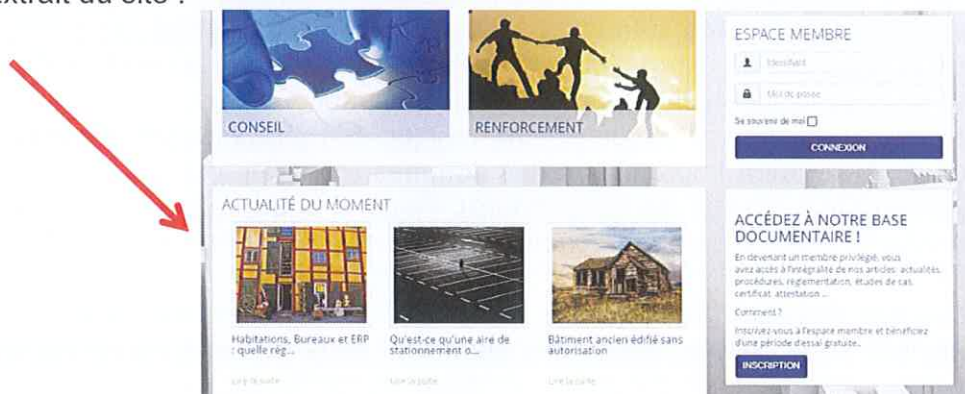 extrait du site :
CONSEIL
RENFORCEMENT
ESPACE MEMBRE
Identifiant
Mot de passe
Se souvenir de moi
CONNEXION
ACTUALITÉ DU MOMENT
Habitations, Bureaux et ERP
: quelle règ...
Lire la suite
Qu'est-ce qu'une aire de
stationnement o...
Lire la suite
Bâtiment ancien édifié sans
autorisation
Lire la suite
ACCÉDEZ À NOTRE BASE
DOCUMENTAIRE !
En devenant un membre privilégié, vous
avez accès à l'intégralité de nos articles: actualités,
procédures, réglementation, études de cas,
certificat, attestation ...
Comment ?
Inscrivez-vous à l'espace membre et bénéficiez
d'une période d'essai gratuite.
INSCRIPTION